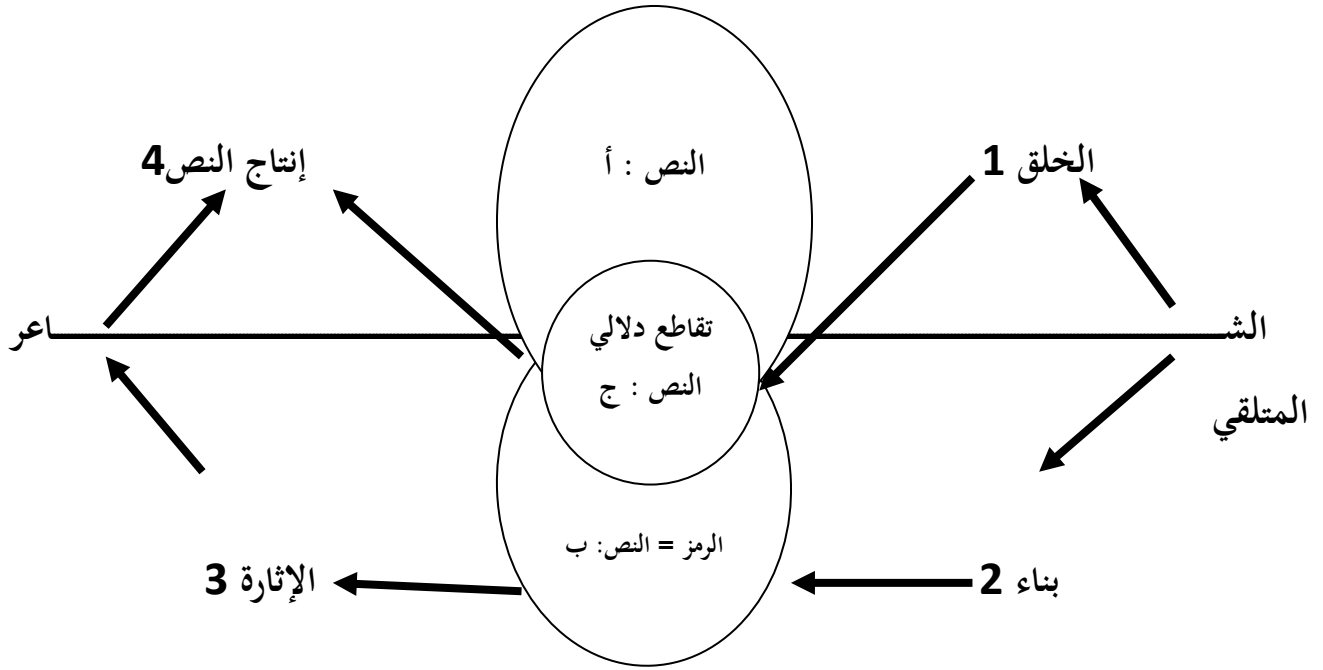 النص : أ
الخلق 1
إنتاج النص4
تقاطع دلالي
النص : ج
الشـــاعر
المتلقي
الرمز = النص: ب
بناء 2
الإثارة 3